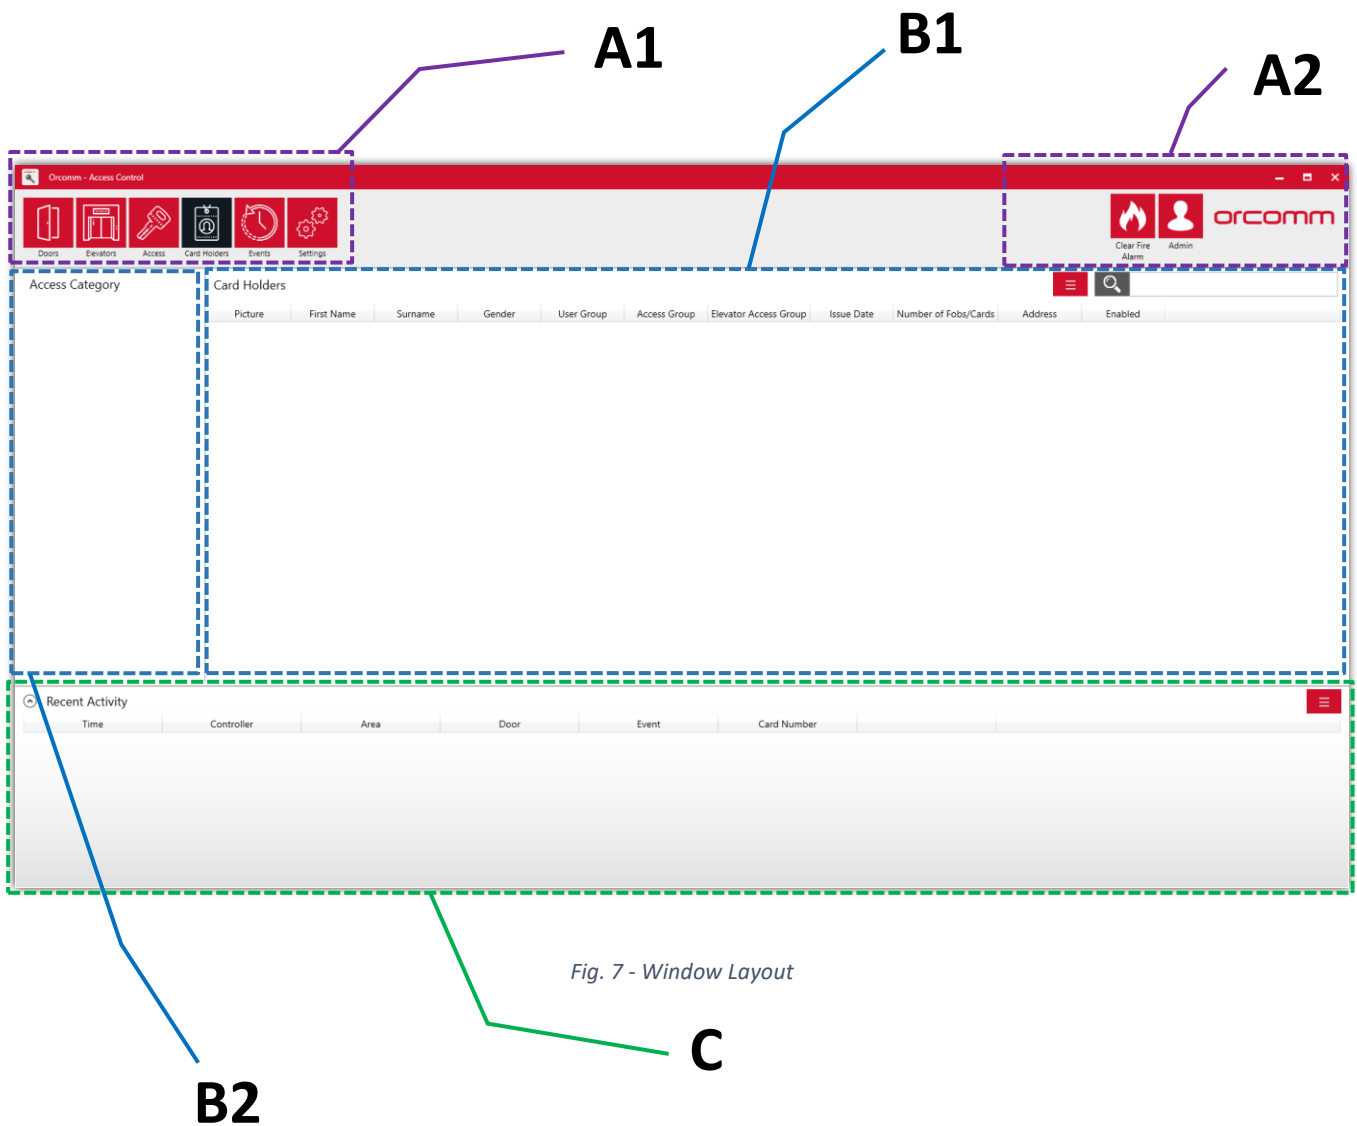 A1
B1
A2
Orcomm - Access Control
Doors
Elevators
Access
Card Holders
Events
Settings
Clear Fire
Alarm
Admin
orcomm
Access Category
Card Holders
Picture First Name Surname Gender User Group Access Group Elevator Access Group Issue Date Number of Fobs/Cards Address Enabled
Recent Activity
Time Controller Area Door Event Card Number
Fig. 7 - Window Layout
C
B2